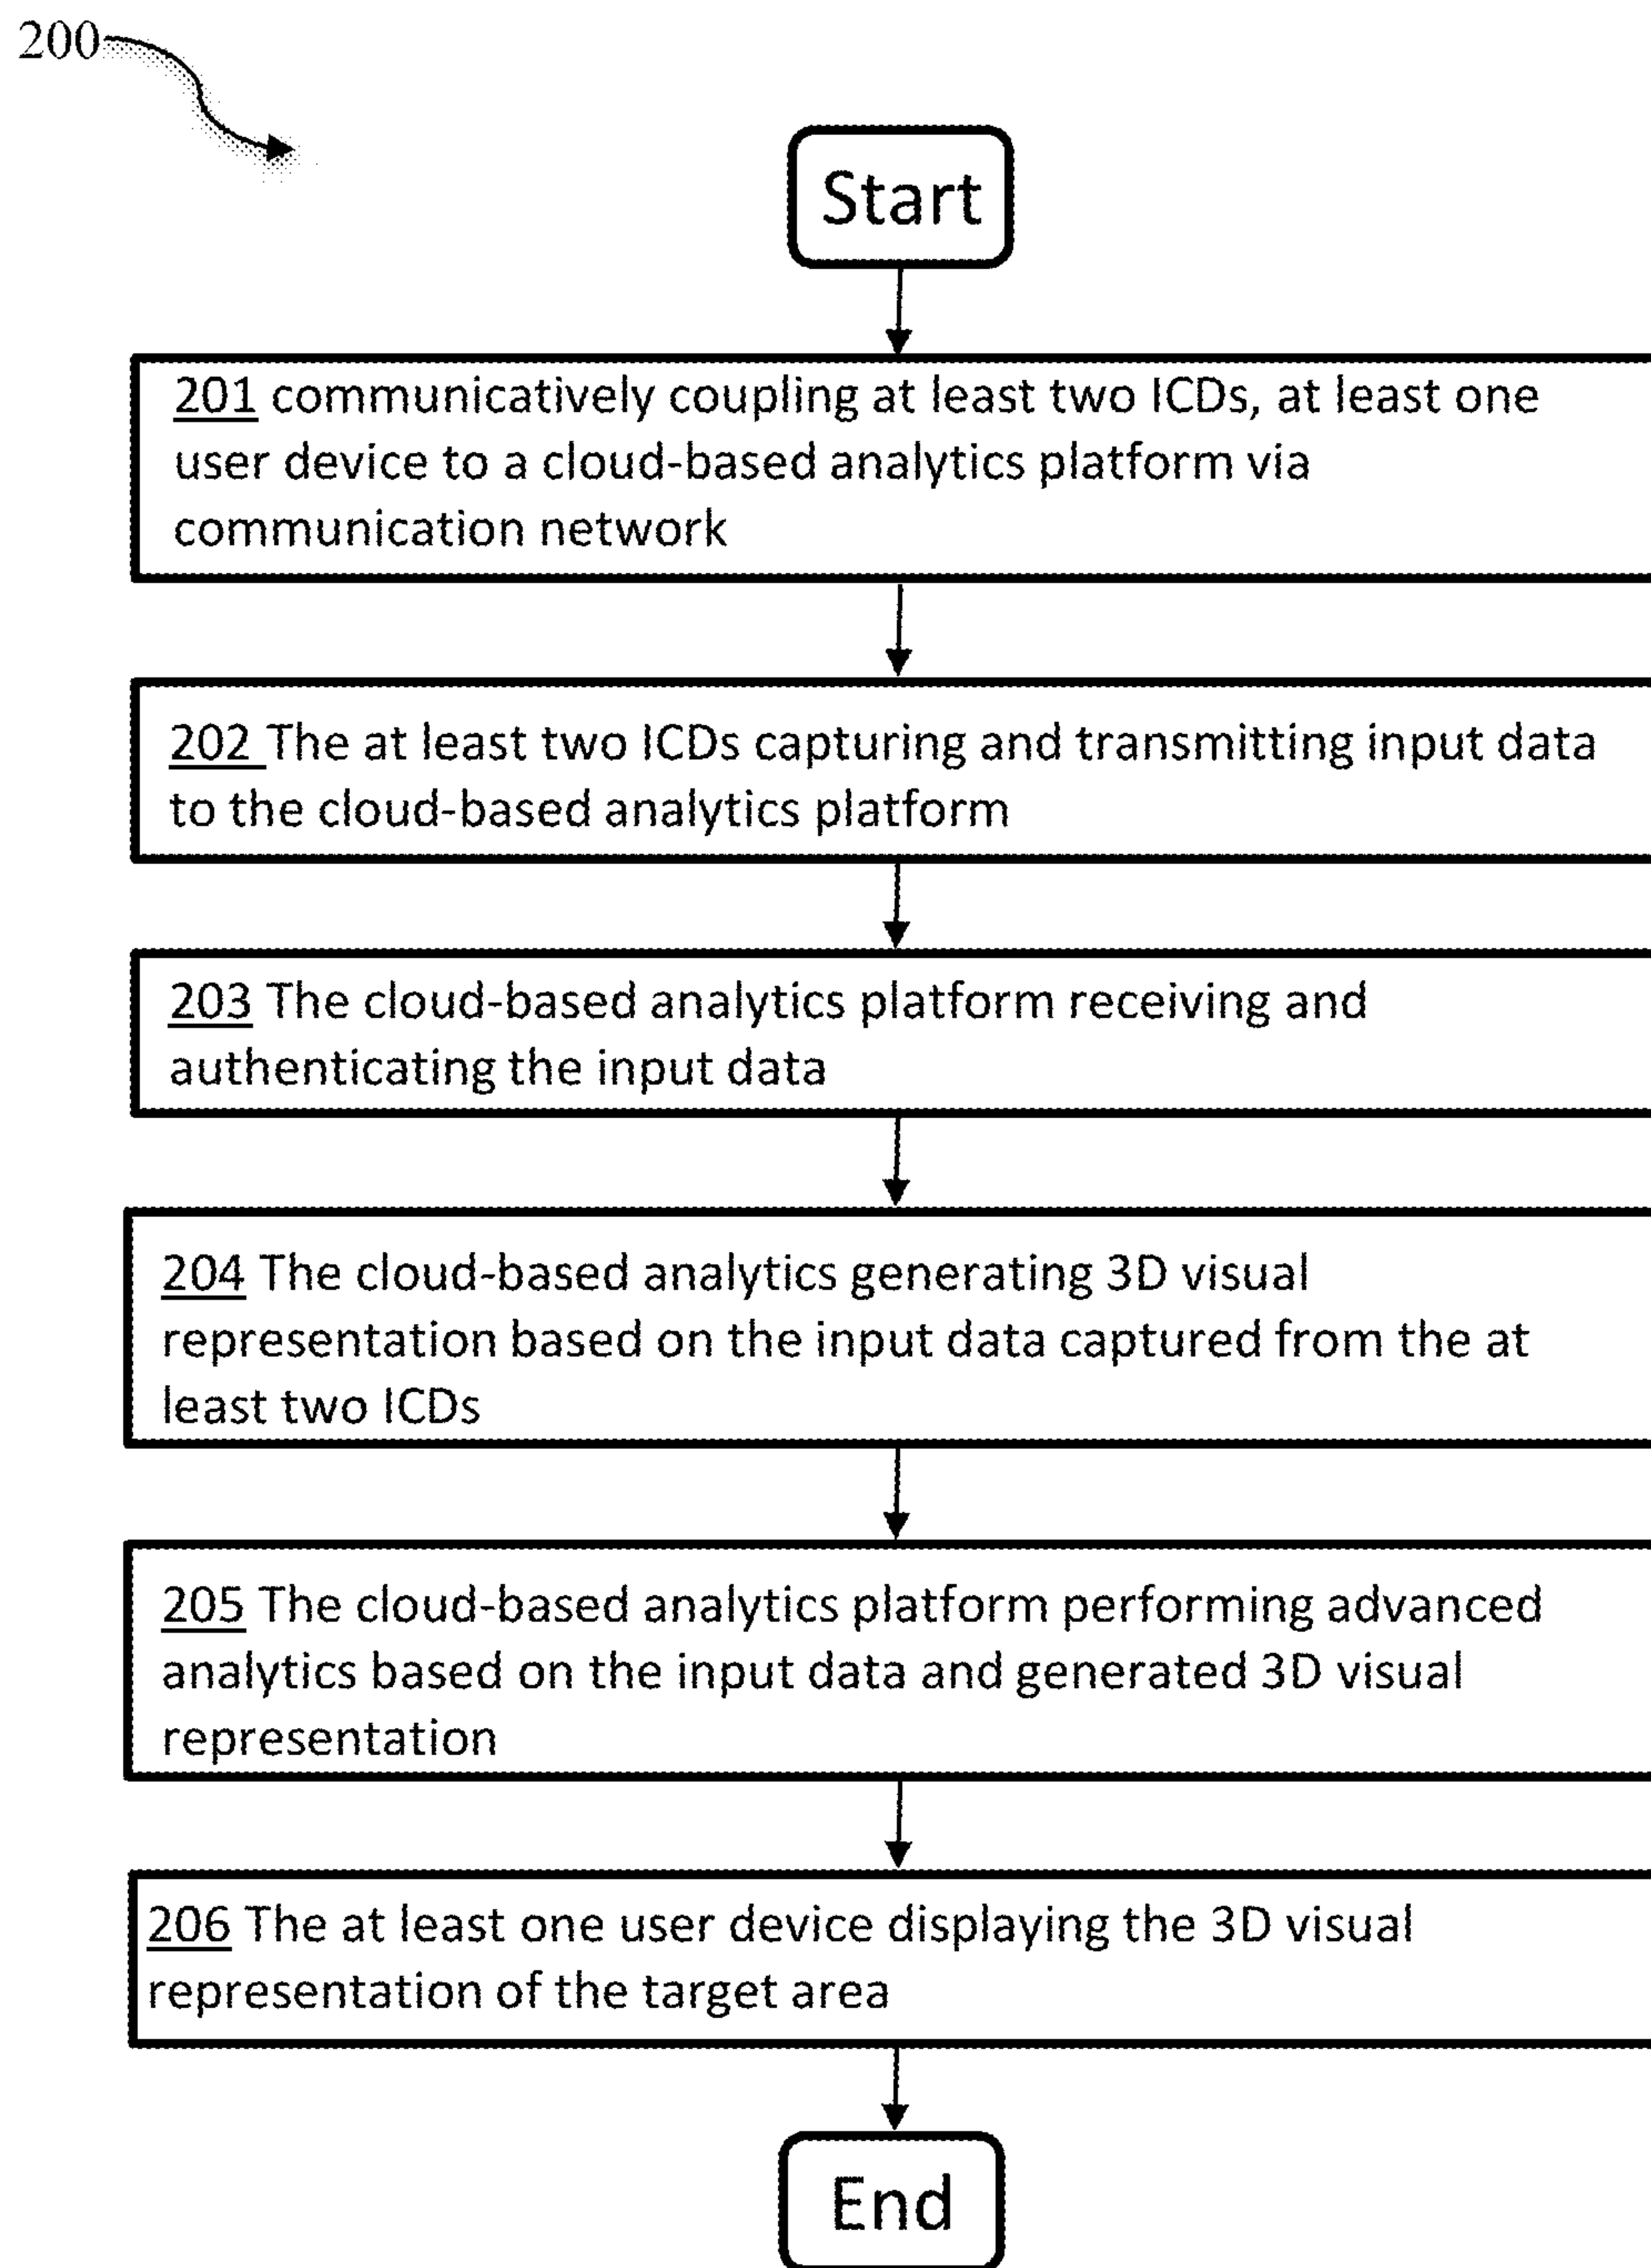 200
Start
201 communicatively coupling at least two ICDs, at least one
user device to a cloud-based analytics platform via
communication network
202 The at least two ICDs capturing and transmitting input data
to the cloud-based analytics platform
203 The cloud-based analytics platform receiving and
authenticating the input data
204 The cloud-based analytics generating 3D visual
representation based on the input data captured from the at
least two ICDs
205 The cloud-based analytics platform performing advanced
analytics based on the input data and generated 3D visual
representation
206 The at least one user device displaying the 3D visual
representation of the target area
End